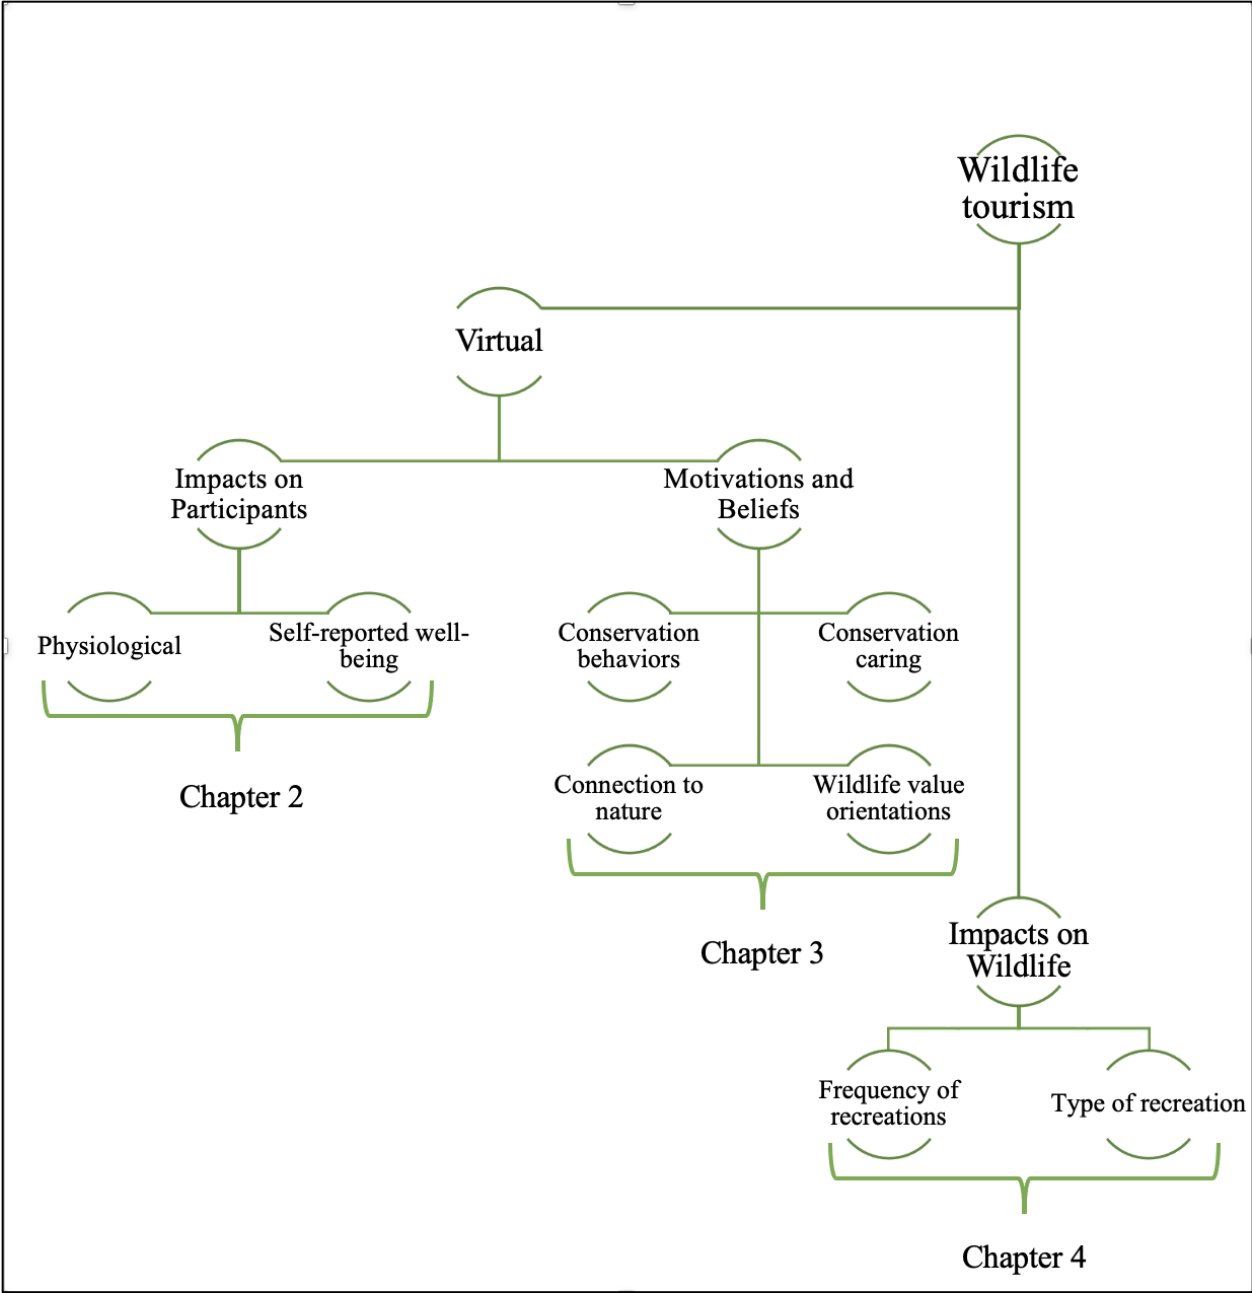 Wildlife
tourism
Virtual
Impacts on
Participants
Motivations and
Beliefs
Physiological
Self-reported well-
being
Conservation
behaviors
Conservation
caring
Connection to
nature
Wildlife value
orientations
Chapter 2
Chapter 3
Impacts on
Wildlife
Frequency of
recreations
Type of recreation
Chapter 4